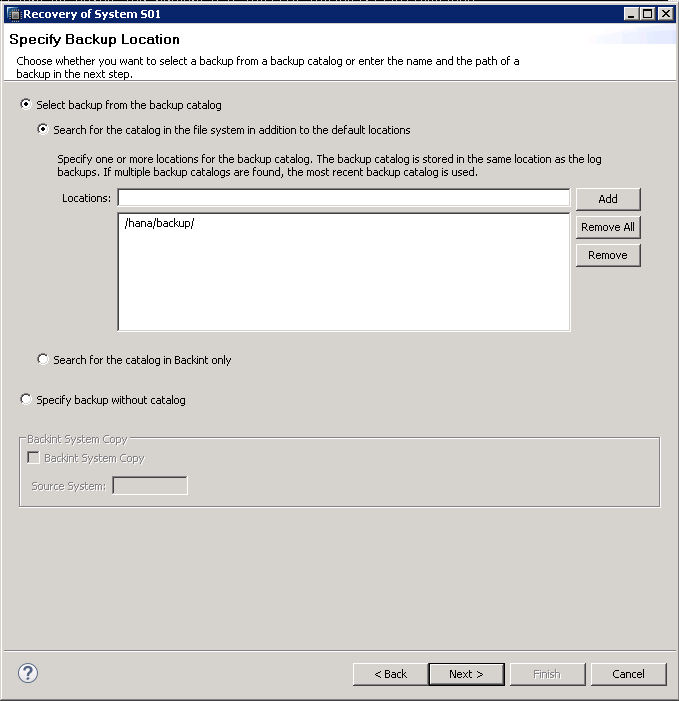 Recovery of System S01
Specify Backup Location
Choose whether you want to select a backup from a backup catalog or enter the name and the path of a
backup in the next step.
Select backup from the backup catalog
Search for the catalog in the file system in addition to the default locations
Specify one or more locations for the backup catalog. The backup catalog is stored in the same location as the log
backups. If multiple backup catalogs are found, the most recent backup catalog is used.
Locations:
Add
/hana/backup/
Remove All
Remove
Search for the catalog in Backint only
Specify backup without catalog
Backint System Copy
Backint System Copy
Source System:
?
< Back
Next >
Finish
Cancel